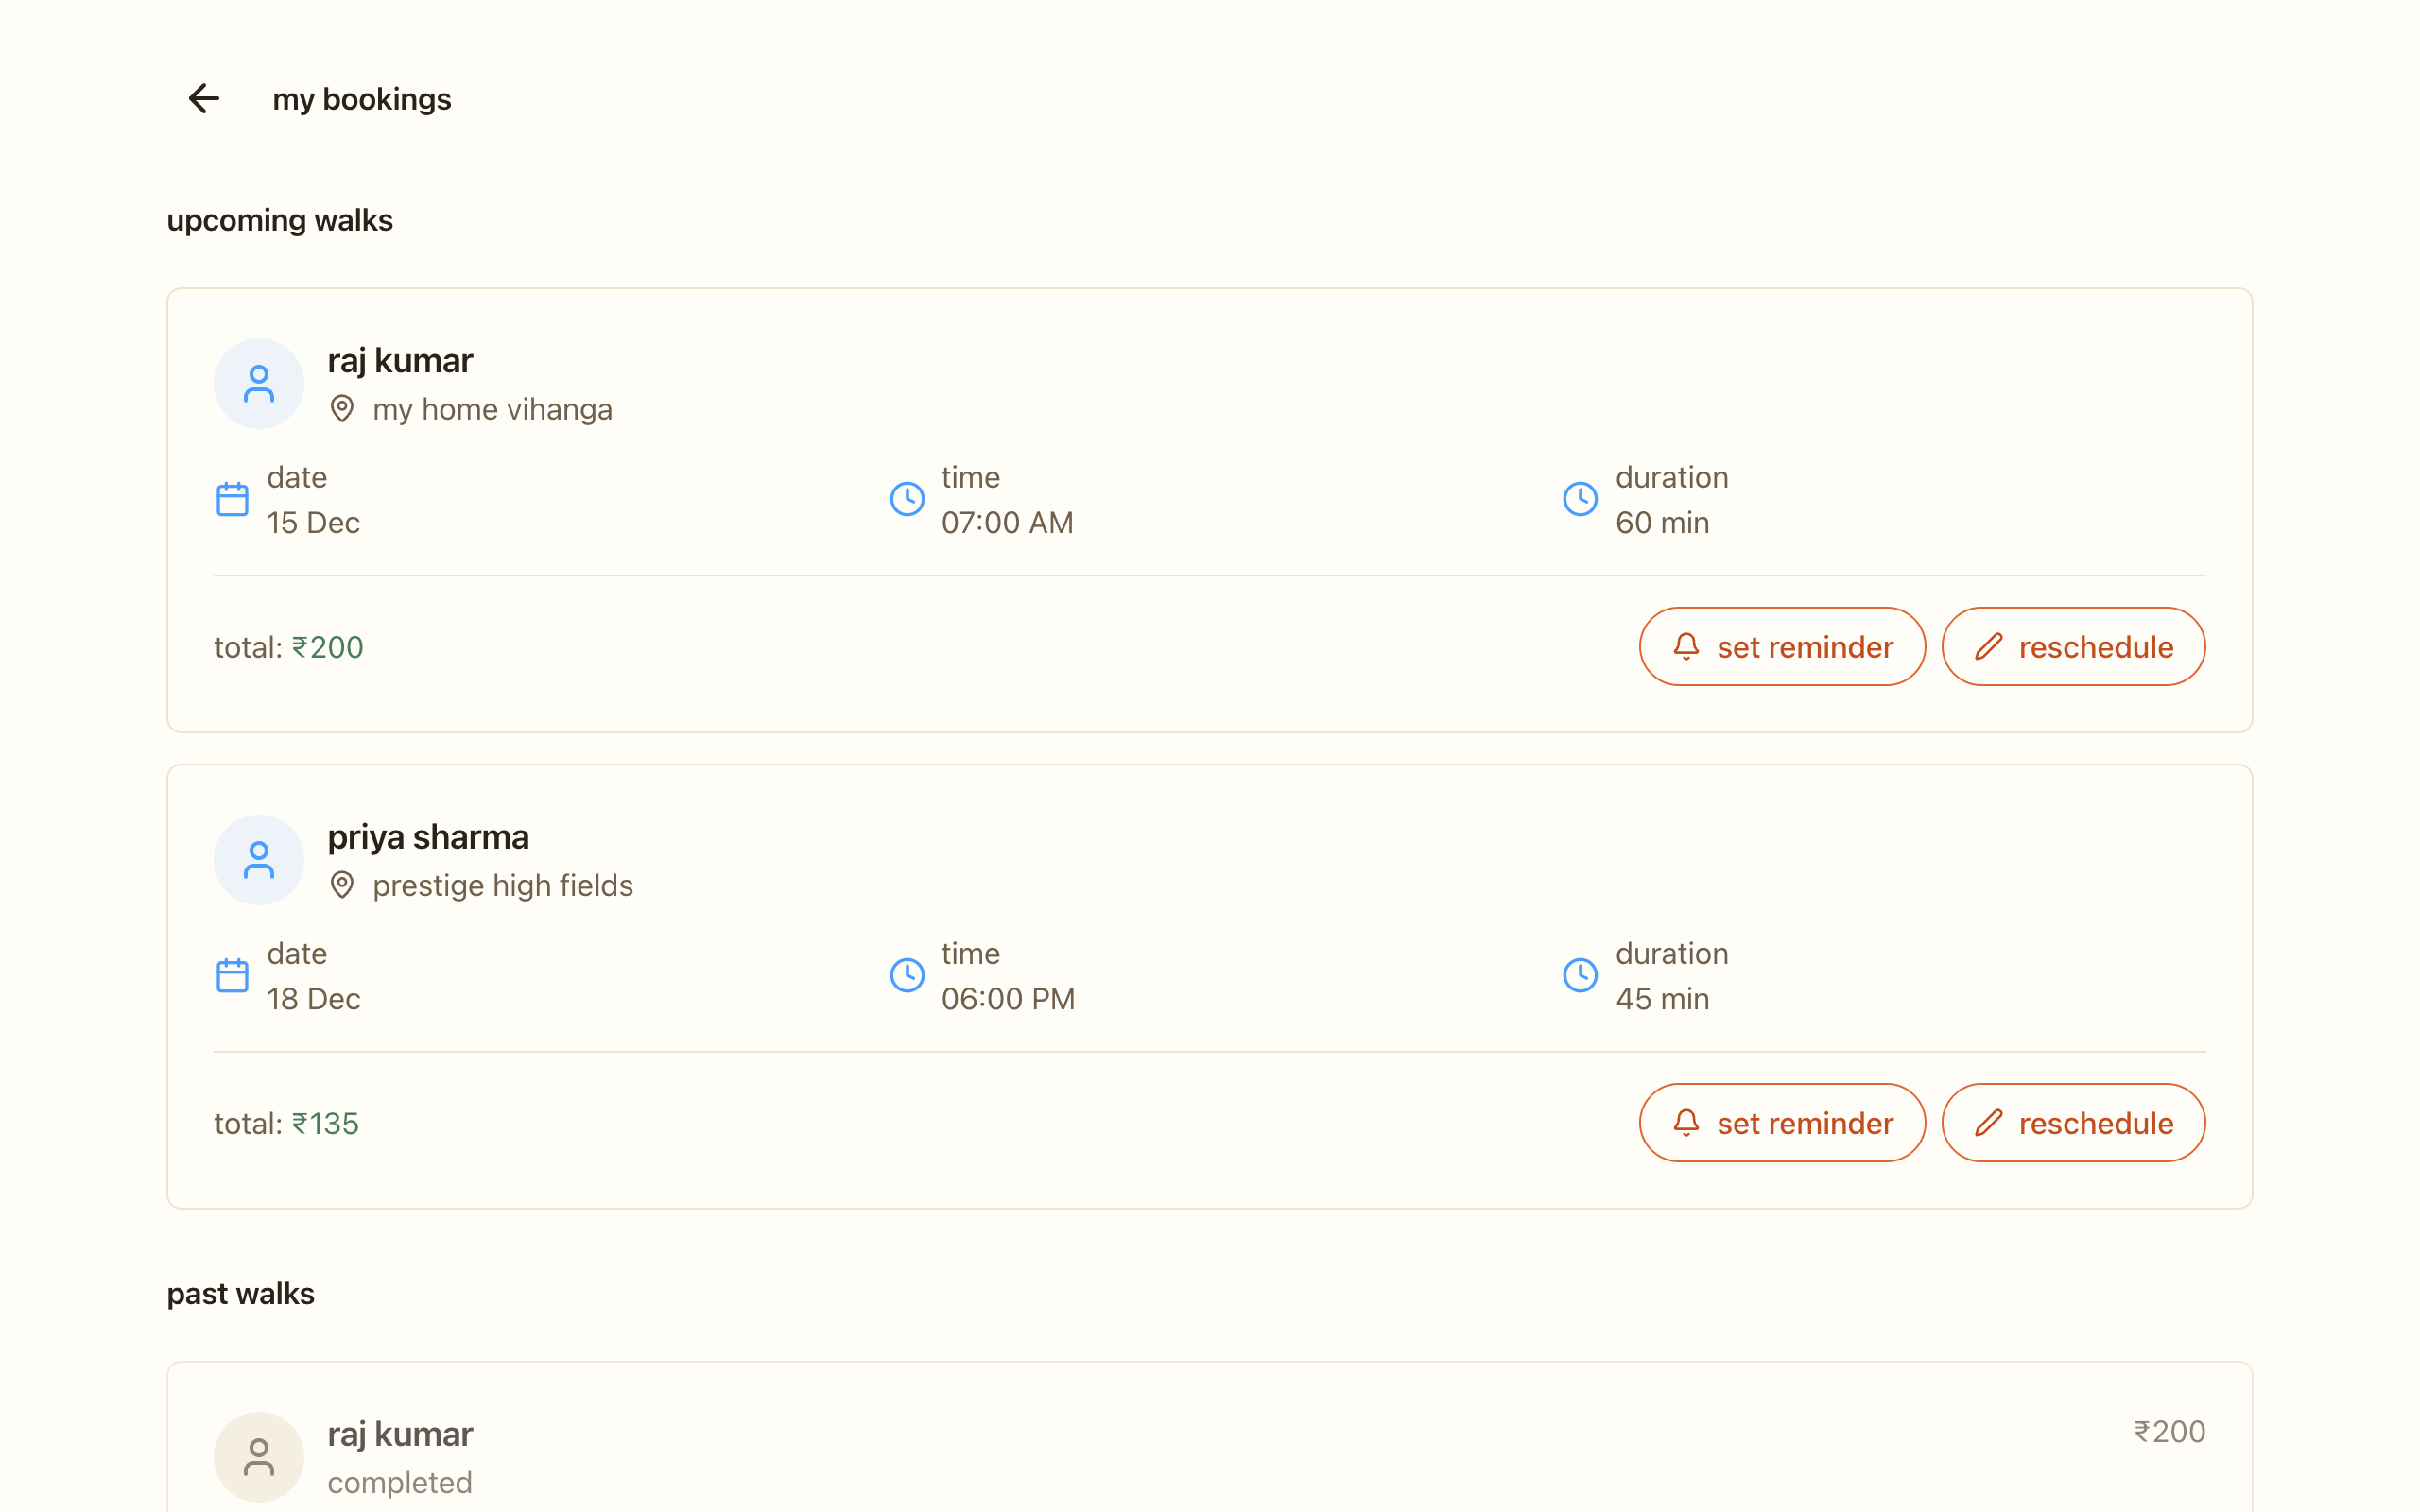 my bookings
upcoming walks
raj kumar
my home vihanga
date
15 Dec
time
07:00 AM
duration
60 min
total: ₹200
set reminder
reschedule
priya sharma
prestige high fields
date
18 Dec
time
06:00 PM
duration
45 min
total: ₹135
set reminder
reschedule
past walks
raj kumar
₹200
completed